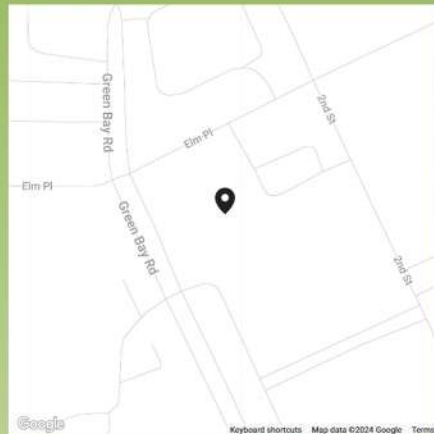 Green Bay Rd
2nd St
Elm Pl
Elm Pl
Green Bay Rd
2nd St
Google
Keyboard shortcuts Map data ©2024 Google Terms